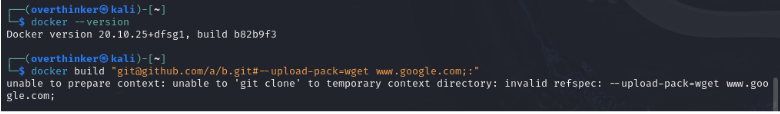 ┌──(overthinker㉿kali)-[~]
└─$ docker --version
Docker version 20.10.25+dfsg1, build b82b9f3
┌──(overthinker㉿kali)-[~]
└─$ docker build "git@github.com/a/b.git#--upload-pack=wget www.google.com;:"
unable to prepare context: unable to 'git clone' to temporary context directory: invalid refspec: --upload-pack=wget www.goo
gle.com;